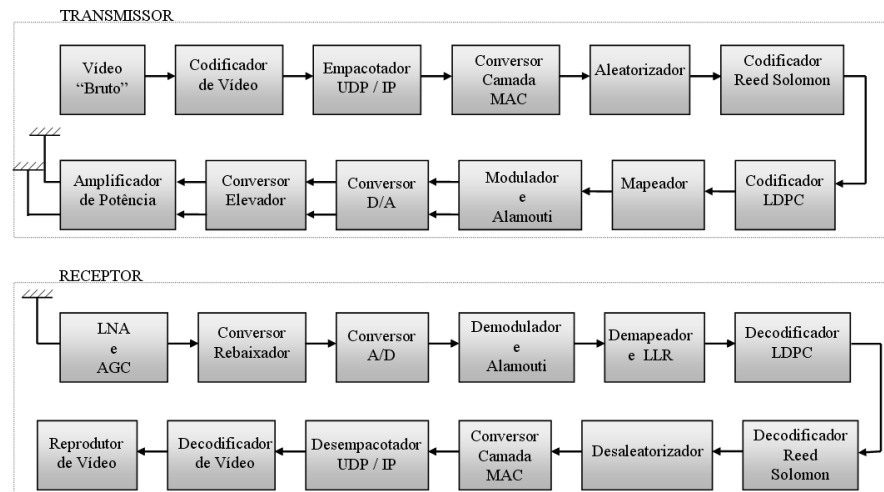 TRANSMISSOR
Vídeo
“Bruto”
Codificador
de Vídeo
Empacotador
UDP / IP
Conversor
Camada
MAC
Aleatorizador
Codificador
Reed Solomon
Amplificador
de Potência
Conversor
Elevador
Conversor
D/A
Modulador
e
Alamouti
Mapeador
Codificador
LDPC
RECEPTOR
LNA
e
AGC
Conversor
Rebaixador
Conversor
A/D
Demodulador
e
Alamouti
Demapeador
e LLR
Decodificador
LDPC
Reprodutor
de Vídeo
Decodificador
de Vídeo
Desempacotador
UDP / IP
Conversor
Camada
MAC
Desaleatorizador
Decodificador
Reed
Solomon